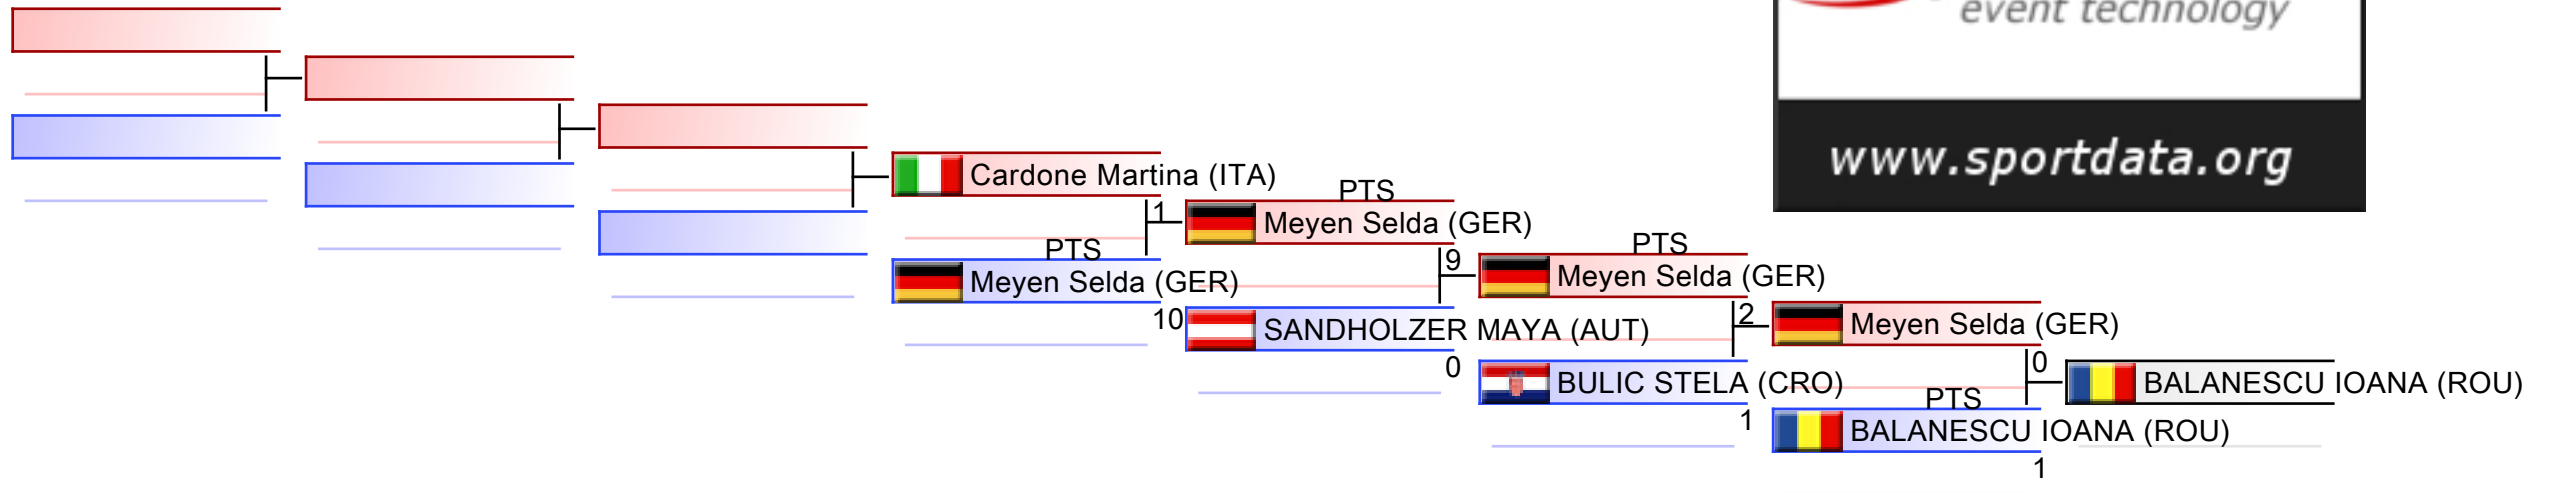 event technology
www.sportdata.org
Cardone Martina (ITA)
1
PTS
Meyen Selda (GER)
10
PTS
Meyen Selda (GER)
9
SANDHOLZER MAYA (AUT)
0
PTS
Meyen Selda (GER)
2
BULIC STELA (CRO)
1
Meyen Selda (GER)
0
PTS
BALANESCU IOANA (ROU)
1
BALANESCU IOANA (ROU)